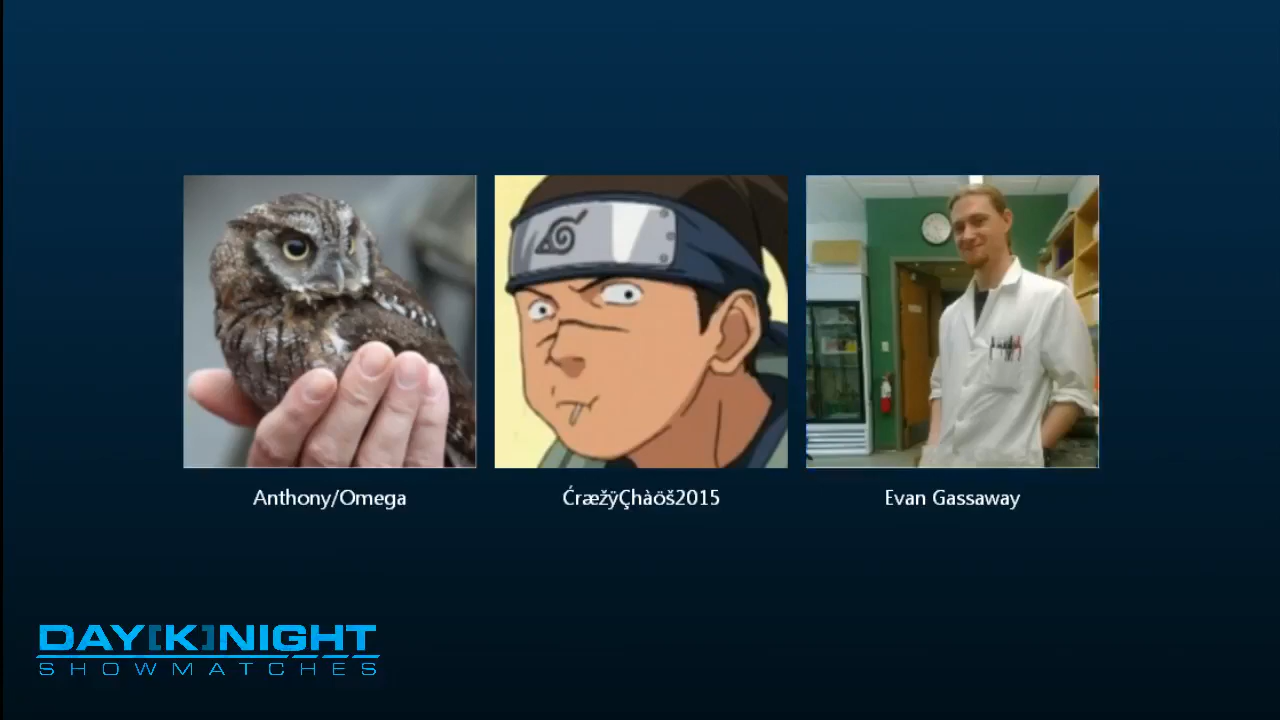 Anthony/Omega
ĆræžÿÇhàöš2015
Evan Gassaway
DAY[K]NIGHT
SHOWMATCHES